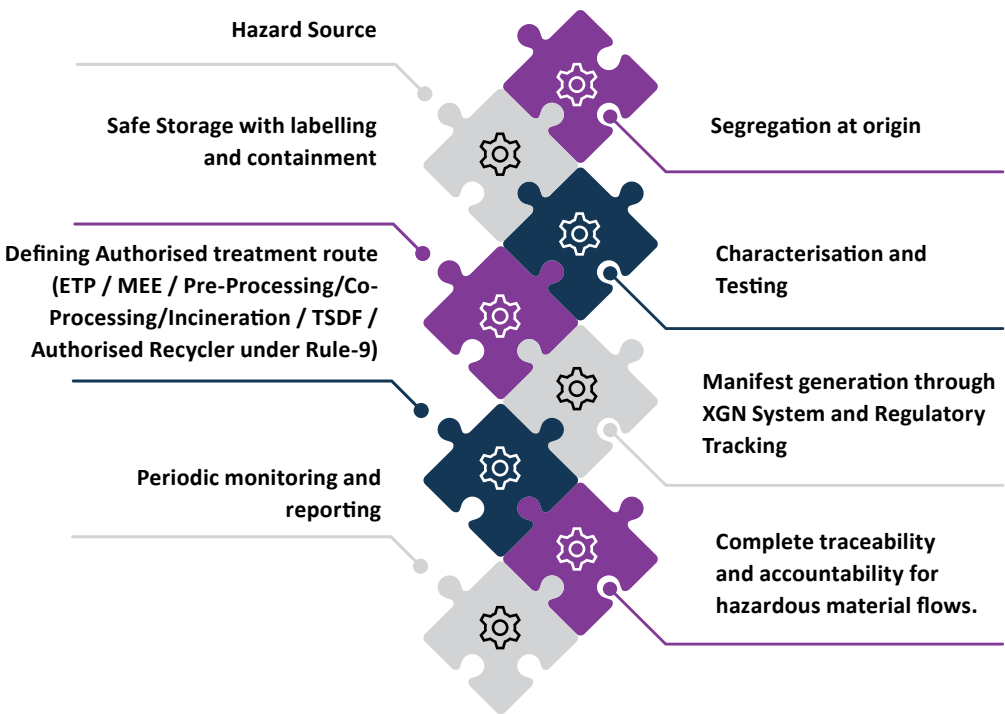 Hazard Source
Segregation at origin
Safe Storage with labelling
and containment
Characterisation and
Testing
Defining Authorised treatment route
(ETP / MEE / Pre-Processing/Co-
Processing/Incineration / TSDF /
Authorised Recycler under Rule-9)
Manifest generation through
XGN System and Regulatory
Tracking
Periodic monitoring and
reporting
Complete traceability
and accountability for
hazardous material flows.